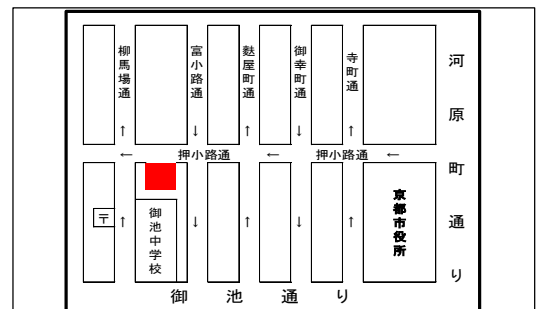 柳馬場通
富小路通
麩屋町通
御幸町通
寺町通
河原町通り
↑
↓
↑
↓
↑
←
押小路通
←
押小路通
←
〒
↑
御池中学校
↓
↑
↓
↑
京都市役所
御池通り